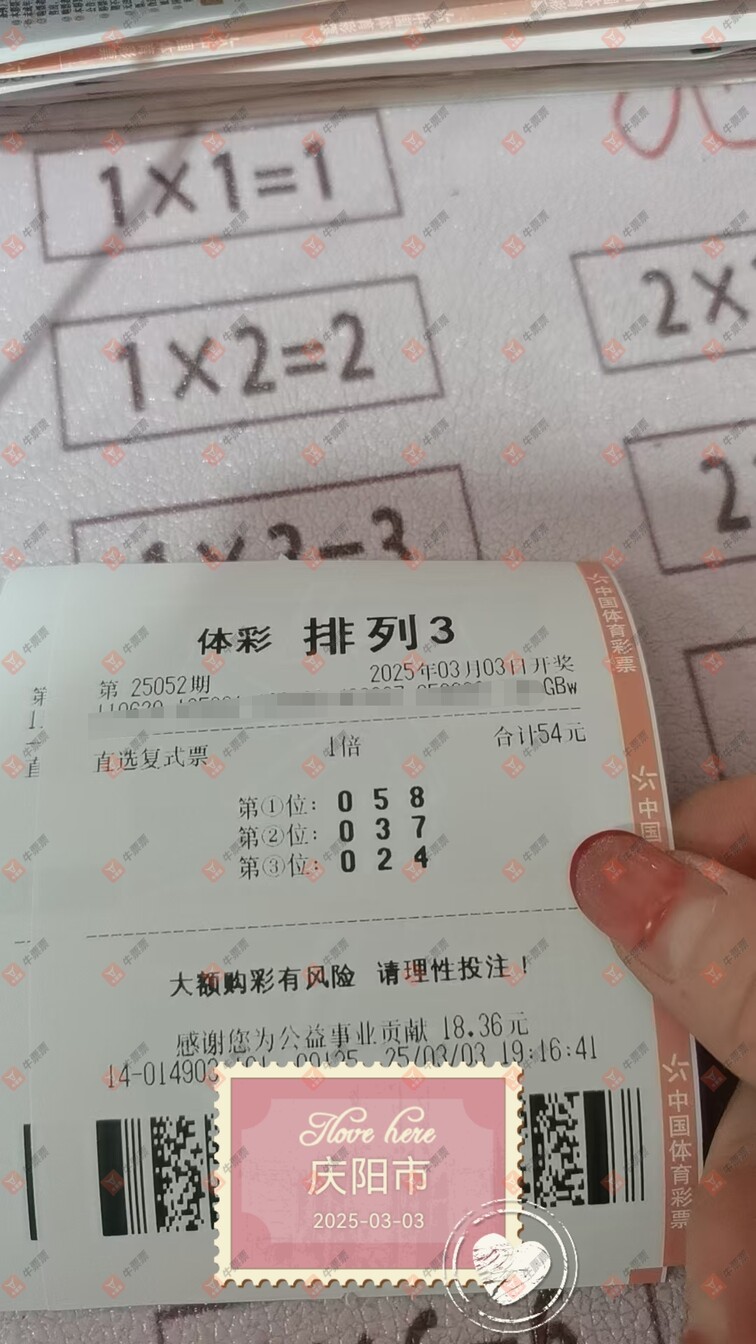 1×1=1
1×2=2
2×
1×3=3
2
体彩 排列3
第 25052期
2025年03月03日开奖
GBw
直选复式票
1倍
合计54元
第①位: 0 5 8
第②位: 0 3 7
第③位: 0 2 4
大额购彩有风险 请理性投注!
感谢您为公益事业贡献 18.36元
25/03/03 19:16:41
Ilove here
庆阳市
2025-03-03
中国体育彩票
中国
中国体育彩票
牛票票